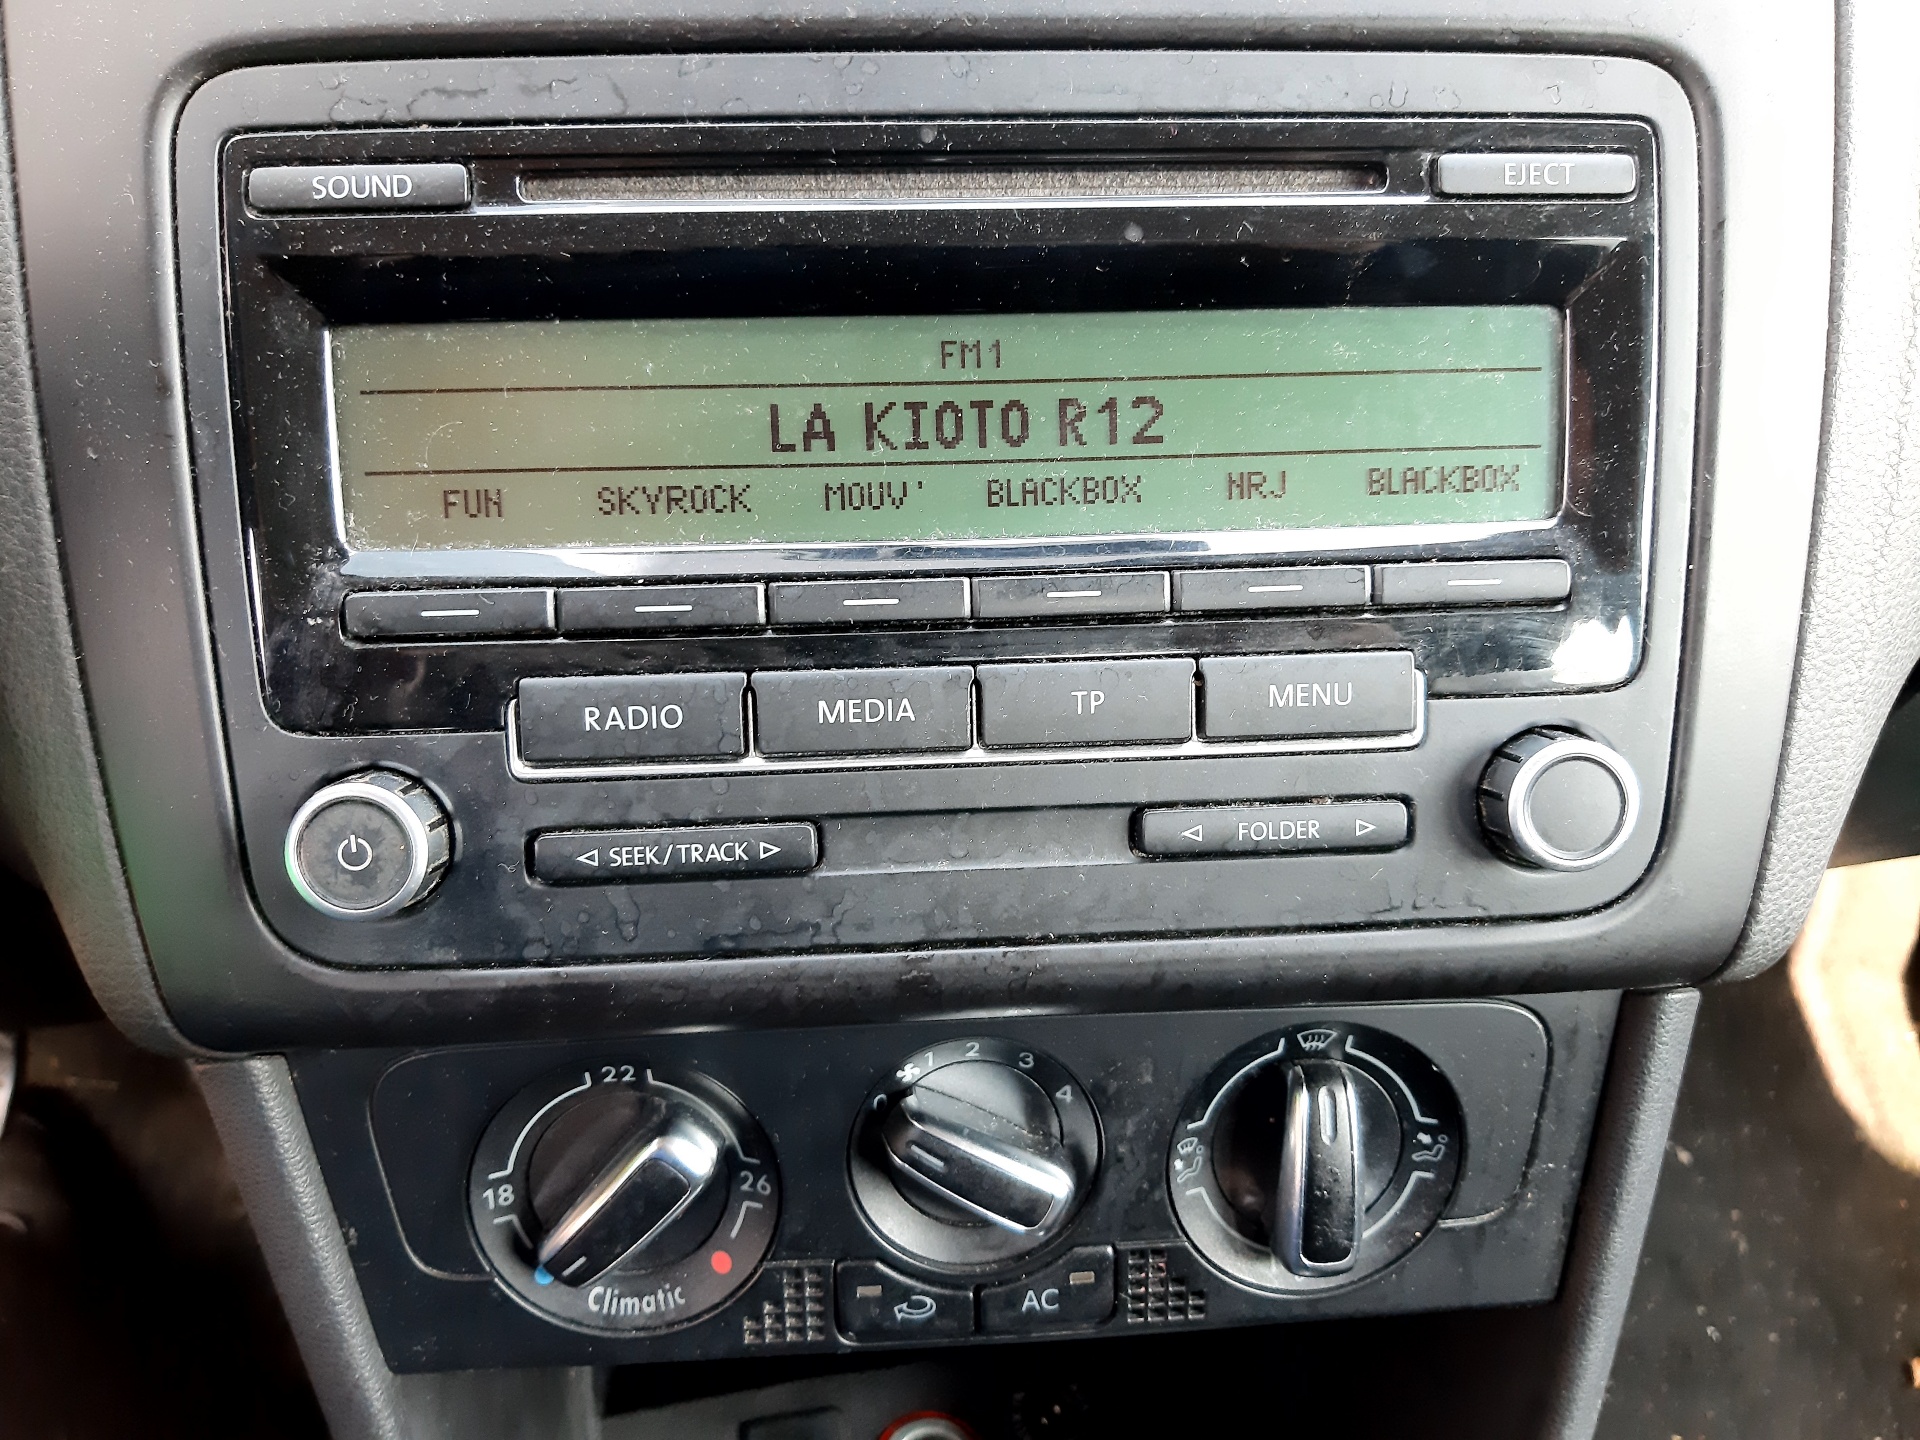 SOUND EJECT
FM1
LA KIOTO R12
FUN SKYROCK MOUV' BLACKBOX NRJ BLACKBOX
RADIO MEDIA TP MENU
SEEK/TRACK FOLDER
18 22 26
Climatic
0 1 2 3 4
AC